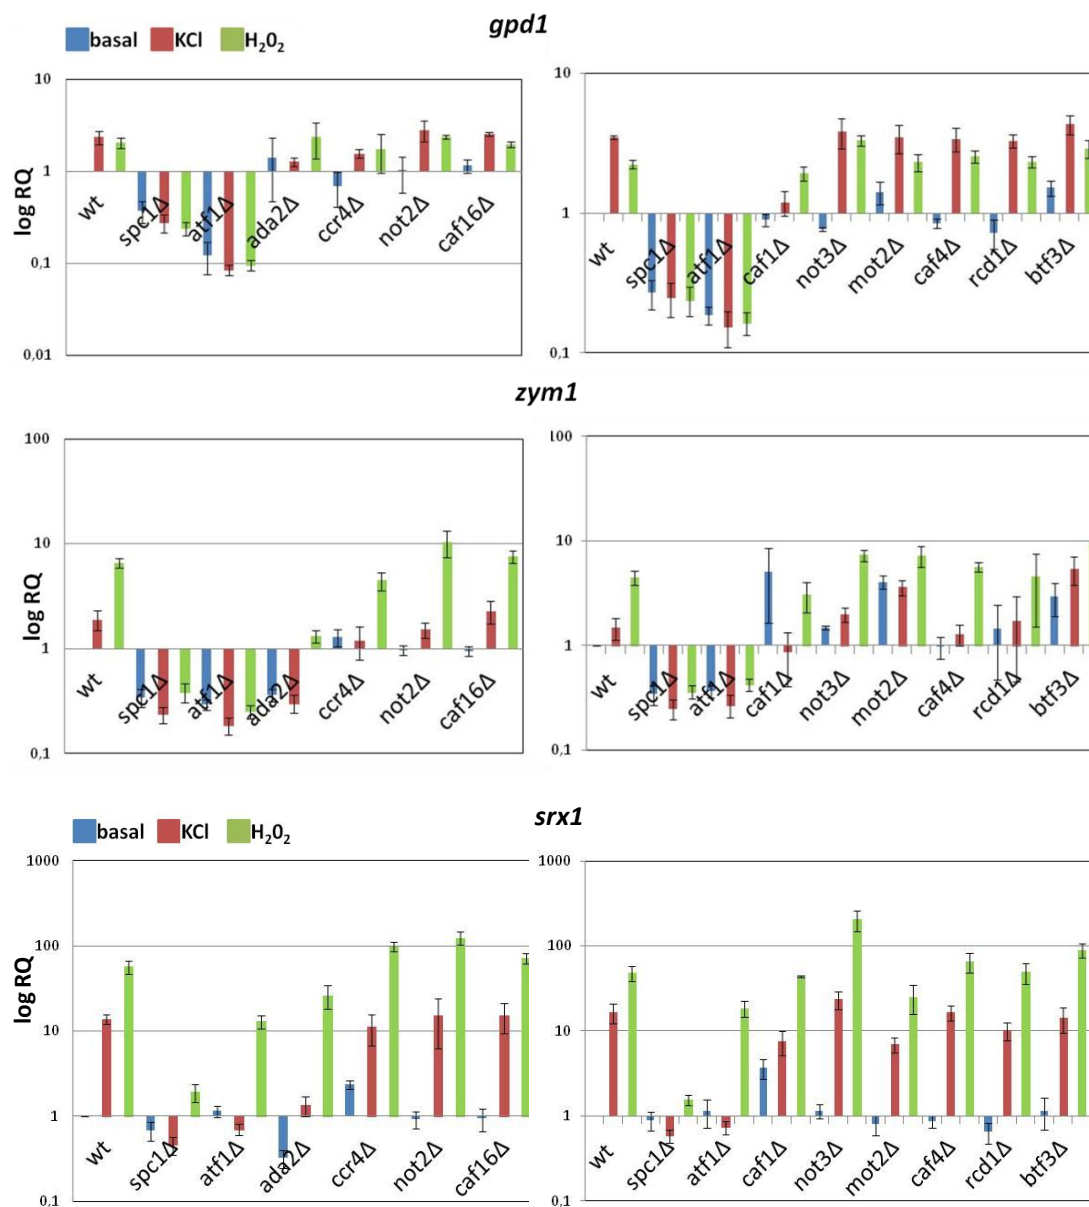 gpd1
basal KCl H₂0₂
log RQ
10
1
0,1
0,01
wt spc1Δ atf1Δ ada2Δ ccr4Δ not2Δ caf16Δ
10
1
0,1
wt spc1Δ atf1Δ caf1Δ not3Δ mot2Δ caf4Δ rcd1Δ btf3Δ
zym1
log RQ
100
10
1
0,1
wt spc1Δ atf1Δ ada2Δ ccr4Δ not2Δ caf16Δ
100
10
1
0,1
wt spc1Δ atf1Δ caf1Δ not3Δ mot2Δ caf4Δ rcd1Δ btf3Δ
srx1
basal KCl H₂0₂
log RQ
1000
100
10
1
0,1
wt spc1Δ atf1Δ ada2Δ ccr4Δ not2Δ caf16Δ
1000
100
10
1
0,1
wt spc1Δ atf1Δ caf1Δ not3Δ mot2Δ caf4Δ rcd1Δ btf3Δ